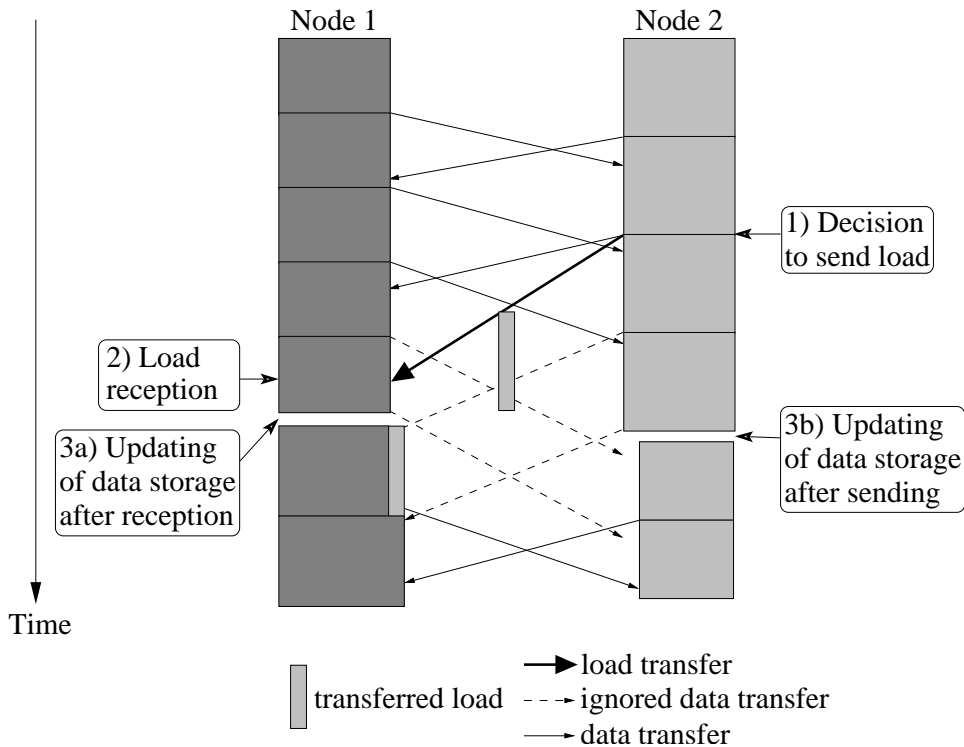 Node 1
Node 2
1) Decision
to send load
2) Load
reception
3a) Updating
of data storage
after reception
3b) Updating
of data storage
after sending
Time
transferred load
load transfer
ignored data transfer
data transfer